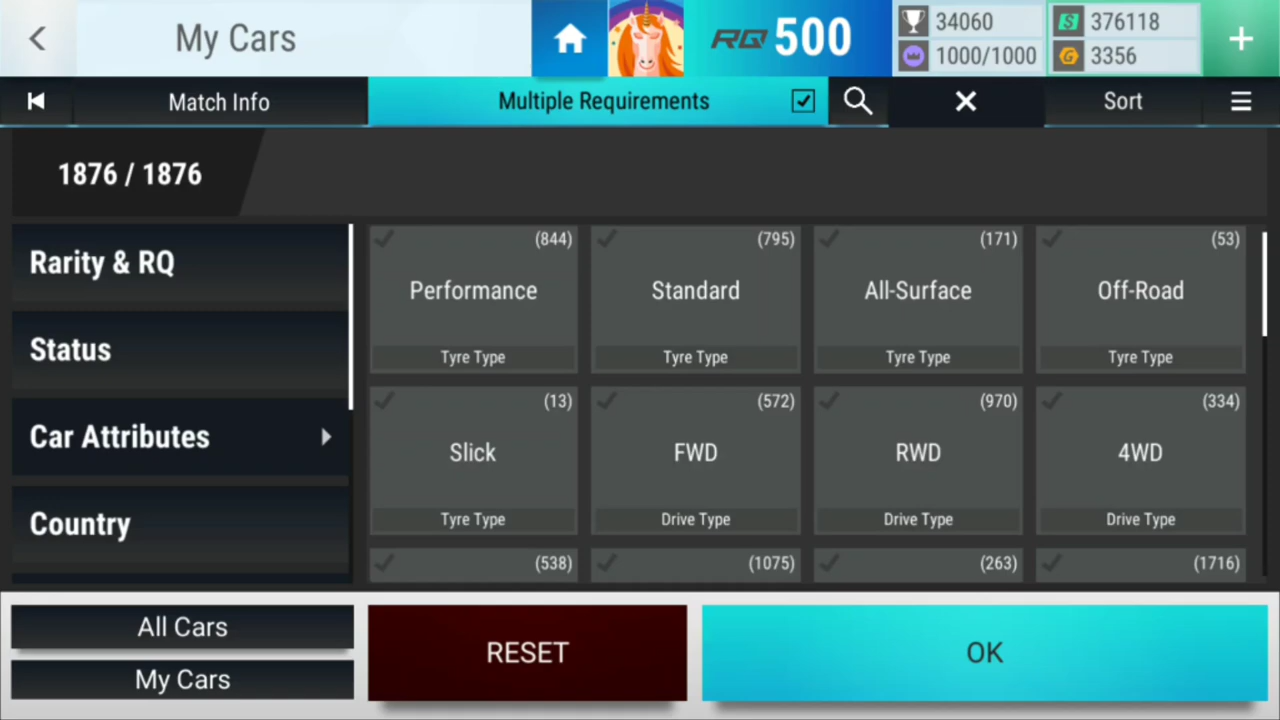 My Cars
RQ 500
34060
1000/1000
376118
3356
Match Info
Multiple Requirements
Sort
1876 / 1876
Rarity & RQ
Status
Car Attributes
Country
(844)
Performance
Tyre Type
(795)
Standard
Tyre Type
(171)
All-Surface
Tyre Type
(53)
Off-Road
Tyre Type
(13)
Slick
Tyre Type
(572)
FWD
Drive Type
(970)
RWD
Drive Type
(334)
4WD
Drive Type
(538)
(1075)
(263)
(1716)
All Cars
My Cars
RESET
OK